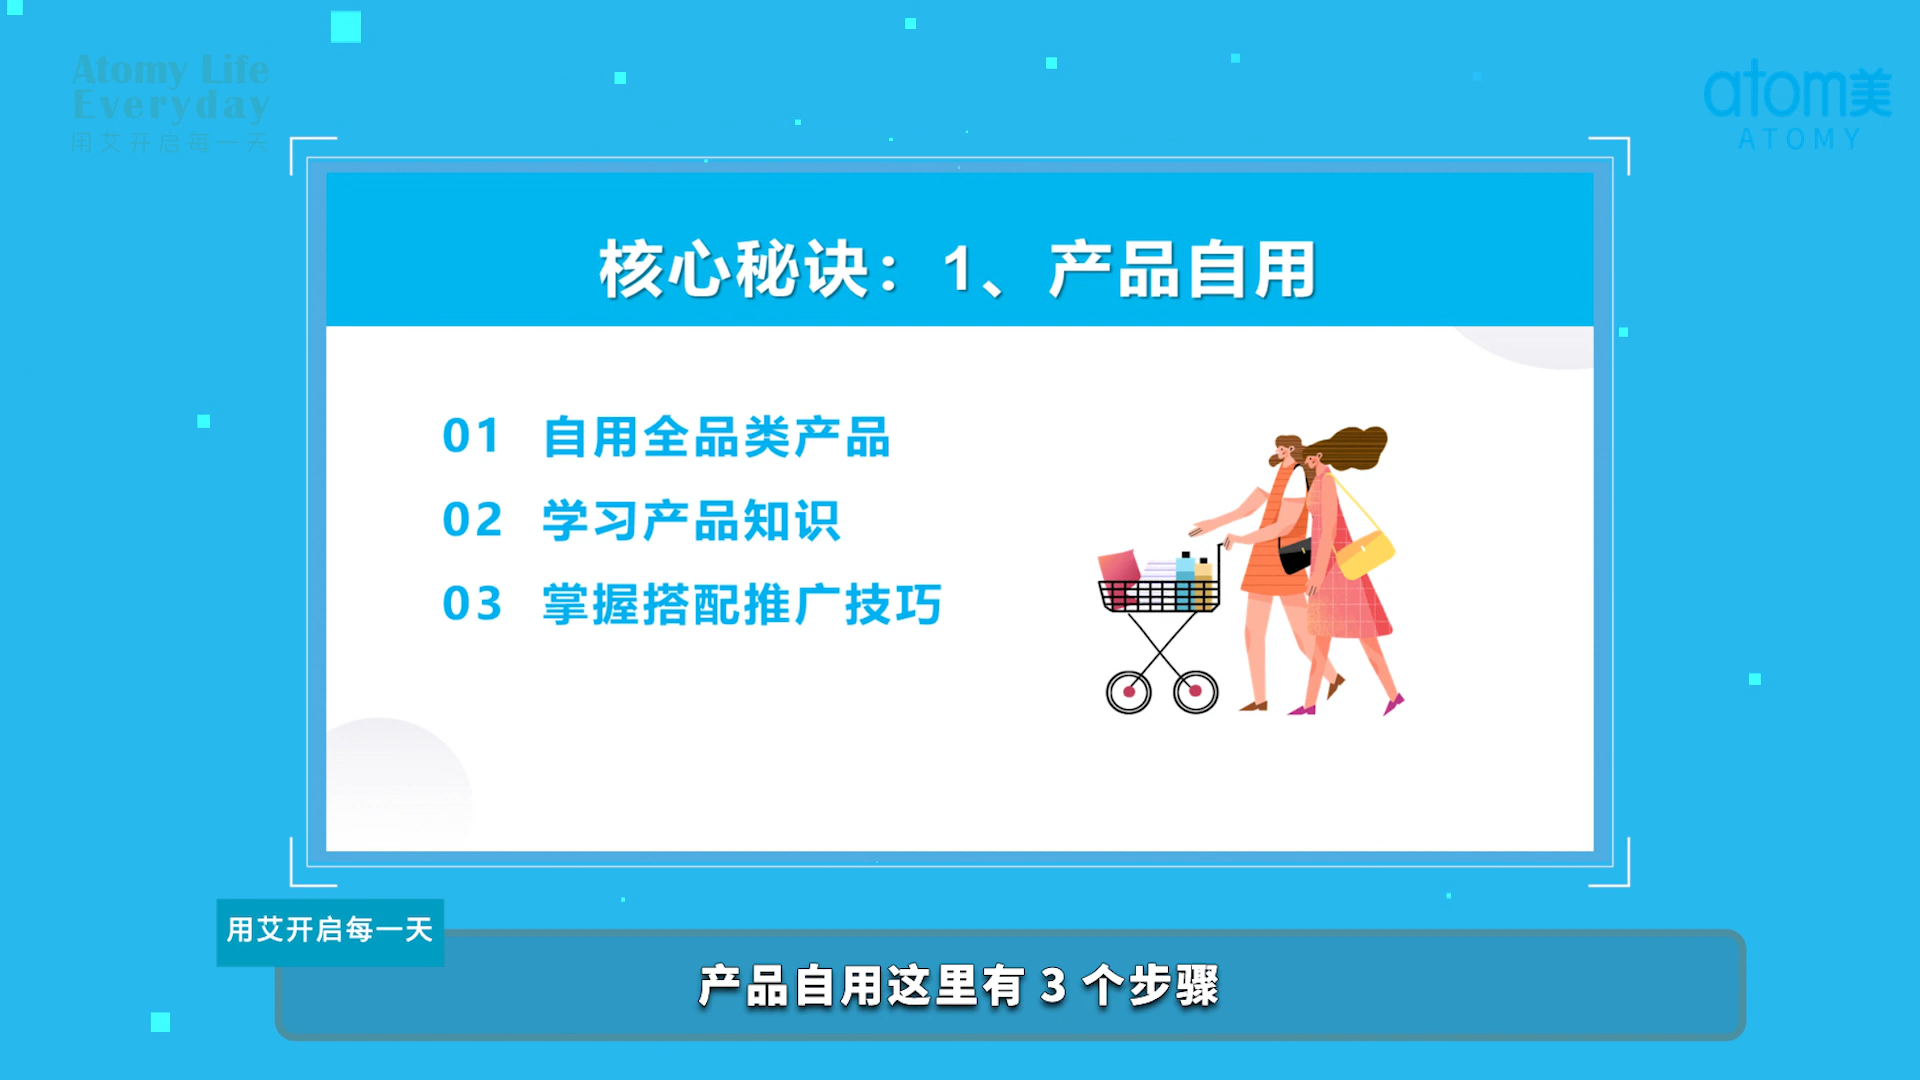 Atomy Life
Everyday
用艾开启每一天
atom美
ATOMY
核心秘诀：1、产品自用
01 自用全品类产品
02 学习产品知识
03 掌握搭配推广技巧
用艾开启每一天
产品自用这里有 3 个步骤